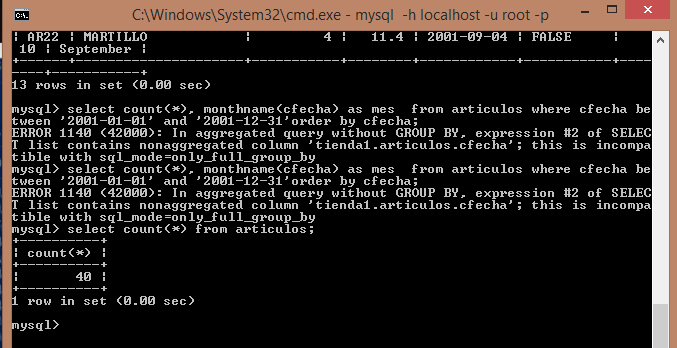 C:\Windows\System32\cmd.exe - mysql -h localhost -u root -p
| AR22 | MARTILLO | 4 | 11.4 | 2001-09-04 | FALSE |
10 | September |
+------+-----------------------+----------+--------+------------+-------------+-
----+-----------+
13 rows in set (0.00 sec)
mysql> select count(*), monthname(cfecha) as mes  from articulos where cfecha be
tween '2001-01-01' and '2001-12-31'order by cfecha;
ERROR 1140 (42000): In aggregated query without GROUP BY, expression #2 of SELEC
T list contains nonaggregated column 'tienda1.articulos.cfecha'; this is incompa
tible with sql_mode=only_full_group_by
mysql> select count(*), monthname(cfecha) as mes  from articulos where cfecha be
tween '2001-01-01' and '2001-12-31'order by cfecha;
ERROR 1140 (42000): In aggregated query without GROUP BY, expression #2 of SELEC
T list contains nonaggregated column 'tienda1.articulos.cfecha'; this is incompa
tible with sql_mode=only_full_group_by
mysql> select count(*) from articulos;
+----------+
| count(*) |
+----------+
|       40 |
+----------+
1 row in set (0.00 sec)
mysql>